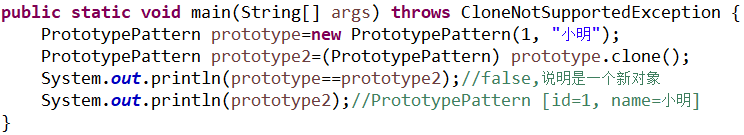 public static void main(String[] args) throws CloneNotSupportedException {
    PrototypePattern prototype=new PrototypePattern(1, "小明");
    PrototypePattern prototype2=(PrototypePattern) prototype.clone();
    System.out.println(prototype==prototype2);//false,说明是一个新对象
    System.out.println(prototype2);//PrototypePattern [id=1, name=小明]
}